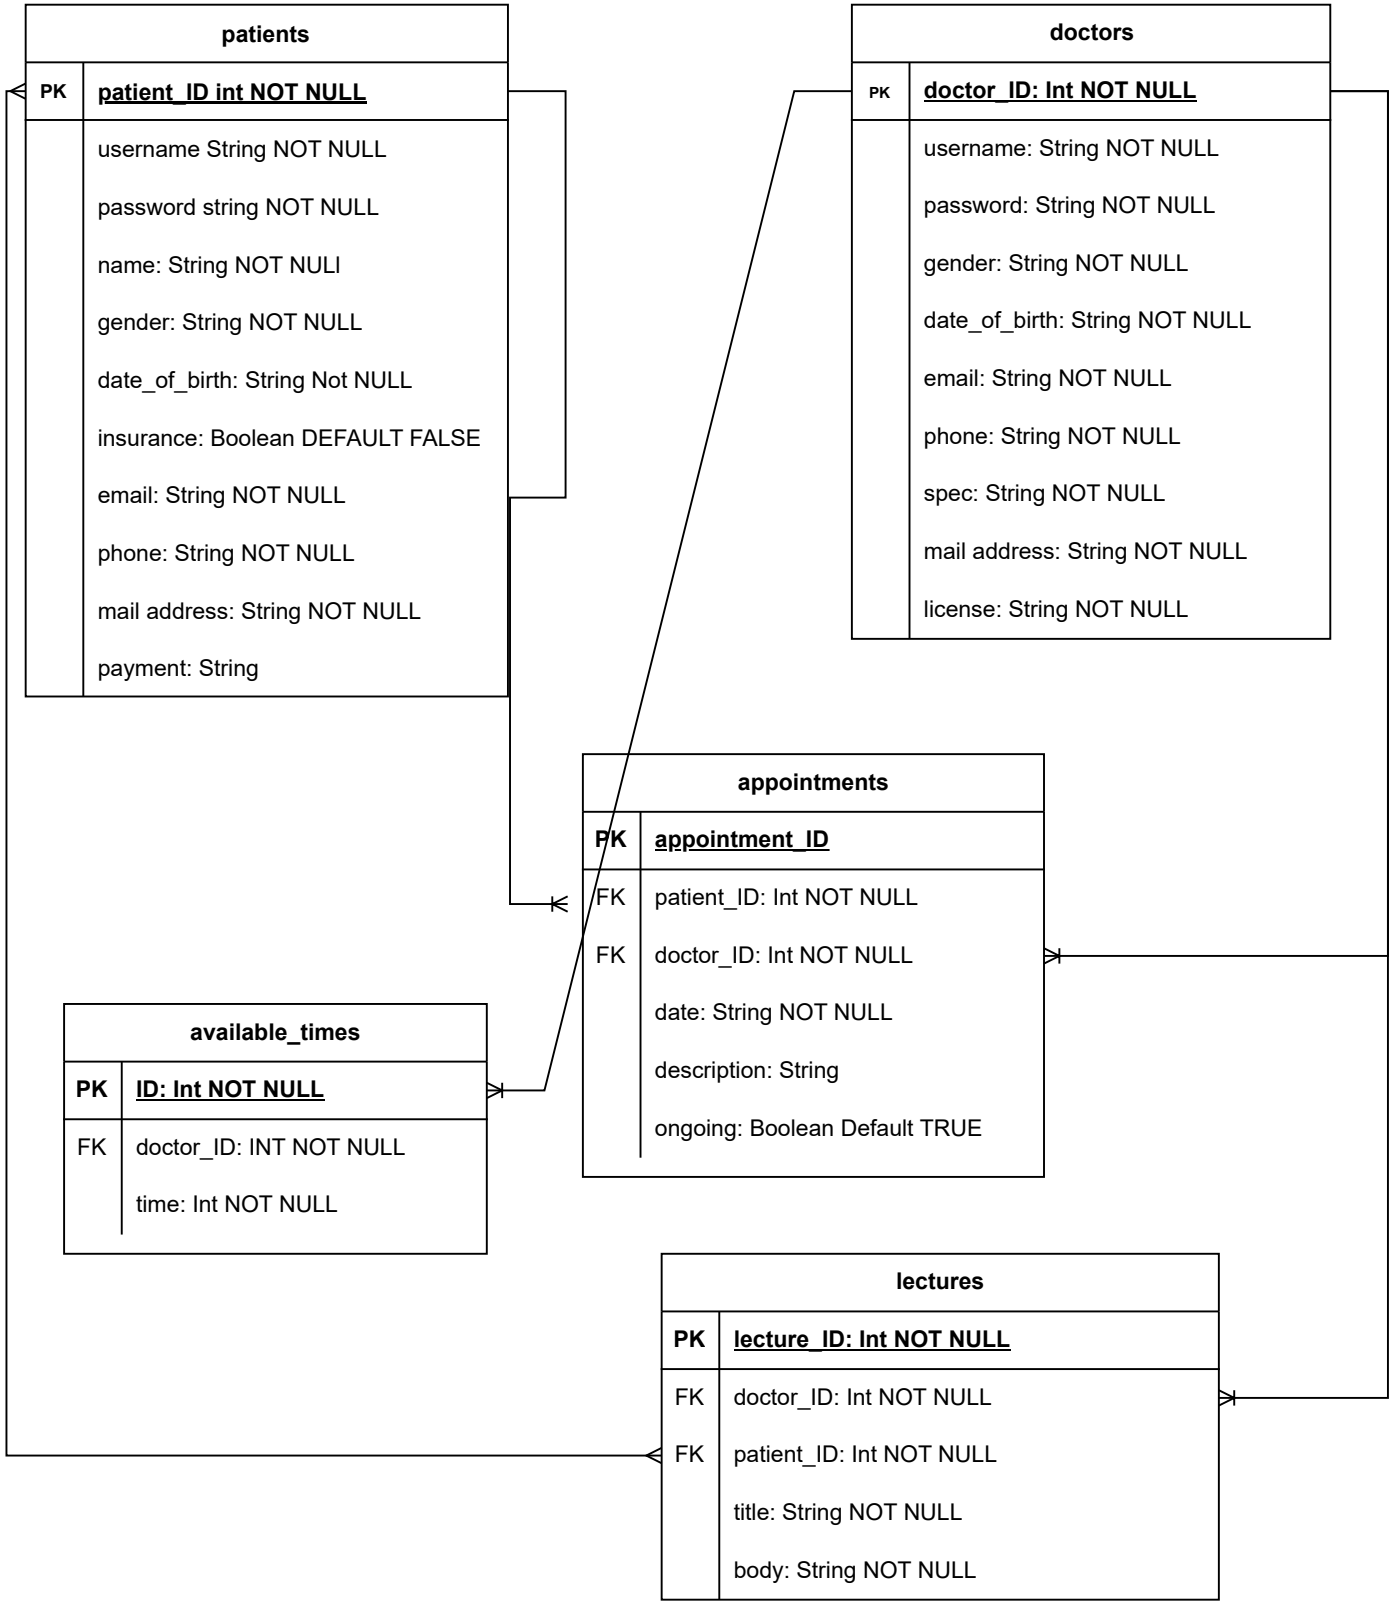 patients
PK patient_ID int NOT NULL
username String NOT NULL
password string NOT NULL
name: String NOT NULl
gender: String NOT NULL
date_of_birth: String Not NULL
insurance: Boolean DEFAULT FALSE
email: String NOT NULL
phone: String NOT NULL
mail address: String NOT NULL
payment: String
doctors
PK doctor_ID: Int NOT NULL
username: String NOT NULL
password: String NOT NULL
gender: String NOT NULL
date_of_birth: String NOT NULL
email: String NOT NULL
phone: String NOT NULL
spec: String NOT NULL
mail address: String NOT NULL
license: String NOT NULL
appointments
PK appointment_ID
FK patient_ID: Int NOT NULL
FK doctor_ID: Int NOT NULL
date: String NOT NULL
description: String
ongoing: Boolean Default TRUE
available_times
PK ID: Int NOT NULL
FK doctor_ID: INT NOT NULL
time: Int NOT NULL
lectures
PK lecture_ID: Int NOT NULL
FK doctor_ID: Int NOT NULL
FK patient_ID: Int NOT NULL
title: String NOT NULL
body: String NOT NULL